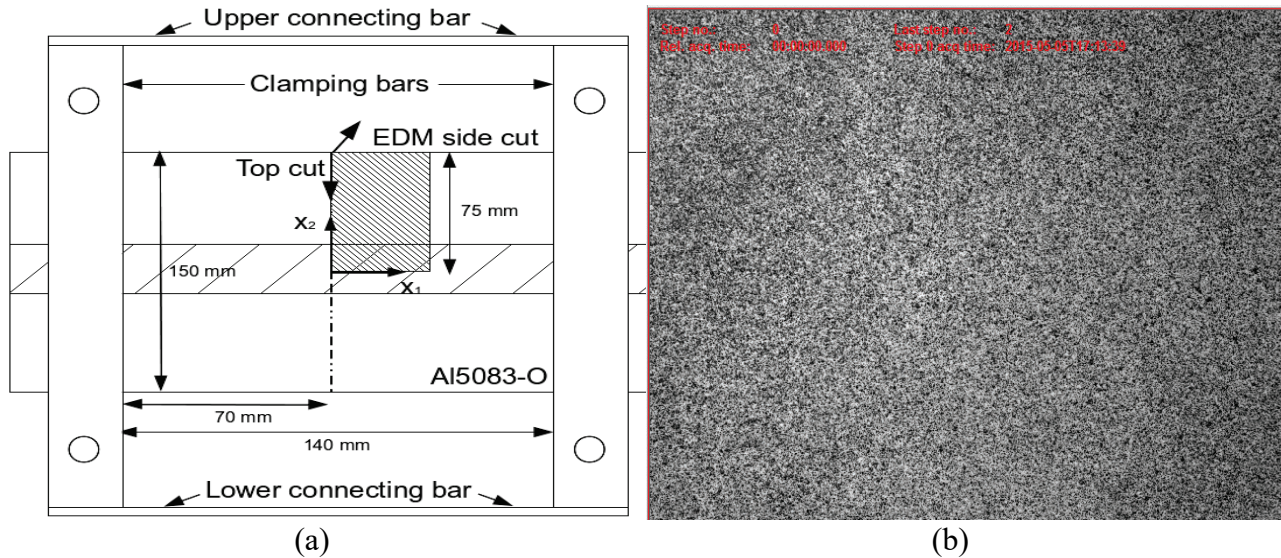 Upper connecting bar
Clamping bars
EDM side cut
Top cut
75 mm
x₂
150 mm
x₁
Al5083-O
70 mm
140 mm
Lower connecting bar
(a)
Step no.: 0 Last step no.: 7
Rel. acq. time: 00:00:00.000 Step 0 acq time:
(b)